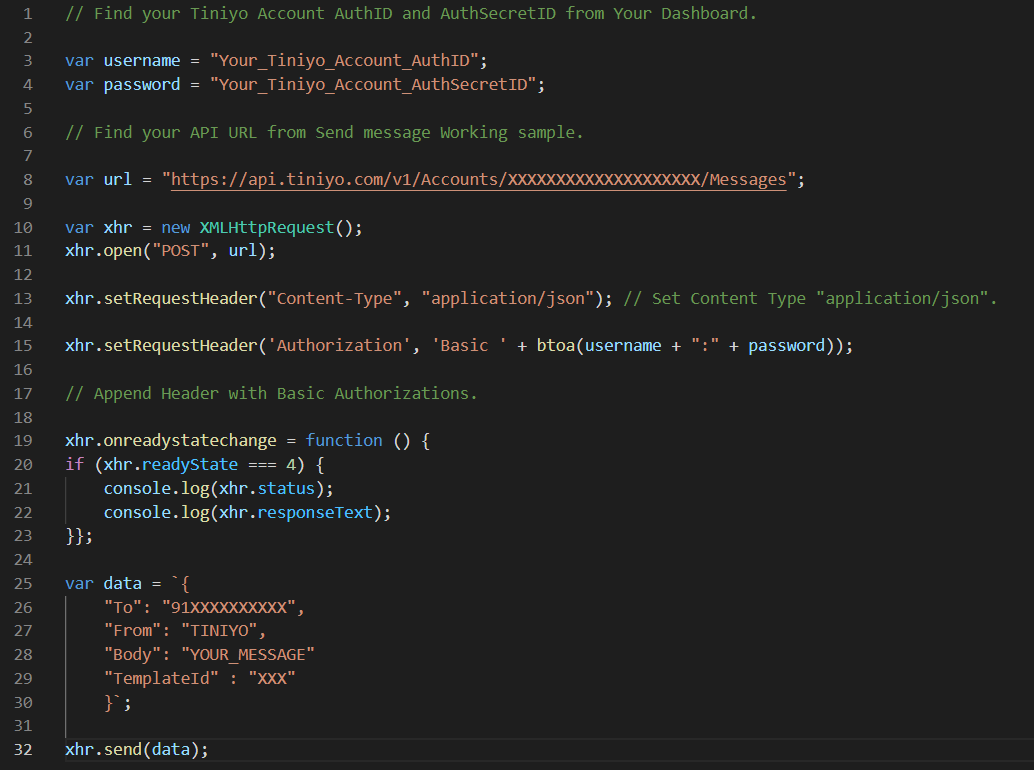 1 // Find your Tiniyo Account AuthID and AuthSecretID from Your Dashboard.
2
3 var username = "Your_Tiniyo_Account_AuthID";
4 var password = "Your_Tiniyo_Account_AuthSecretID";
5
6 // Find your API URL from Send message Working sample.
7
8 var url = "https://api.tiniyo.com/v1/Accounts/XXXXXXXXXXXXXXXXXXXX/Messages";
9
10 var xhr = new XMLHttpRequest();
11 xhr.open("POST", url);
12
13 xhr.setRequestHeader("Content-Type", "application/json"); // Set Content Type "application/json".
14
15 xhr.setRequestHeader('Authorization', 'Basic ' + btoa(username + ":" + password));
16
17 // Append Header with Basic Authorizations.
18
19 xhr.onreadystatechange = function () {
20 if (xhr.readyState === 4) {
21     console.log(xhr.status);
22     console.log(xhr.responseText);
23 }};
24
25 var data = `{
26     "To": "91XXXXXXXXXX",
27     "From": "TINIYO",
28     "Body": "YOUR_MESSAGE"
29     "TemplateId" : "XXX"
30     }`;
31
32 xhr.send(data);